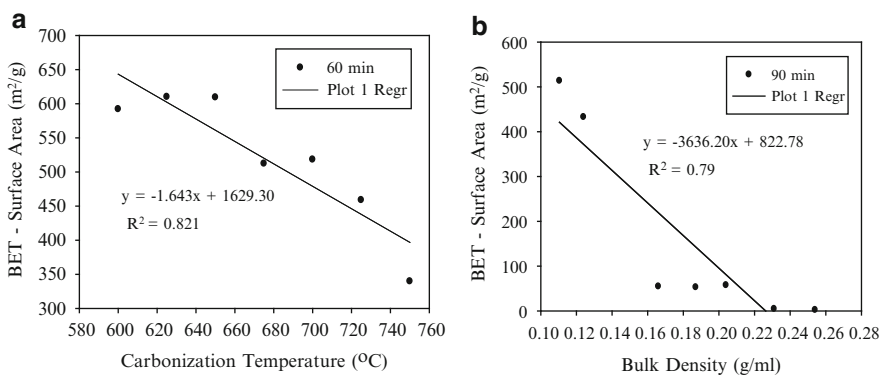 a
700
650
600
550
500
450
400
350
300
580 600 620 640 660 680 700 720 740 760
BET - Surface Area (m²/g)
Carbonization Temperature (⁰C)
60 min
Plot 1 Regr
y = -1.643x + 1629.30
R² = 0.821
b
600
500
400
300
200
100
0
0.10 0.12 0.14 0.16 0.18 0.20 0.22 0.24 0.26 0.28
BET - Surface Area (m²/g)
Bulk Density (g/ml)
90 min
Plot 1 Regr
y = -3636.20x + 822.78
R² = 0.79